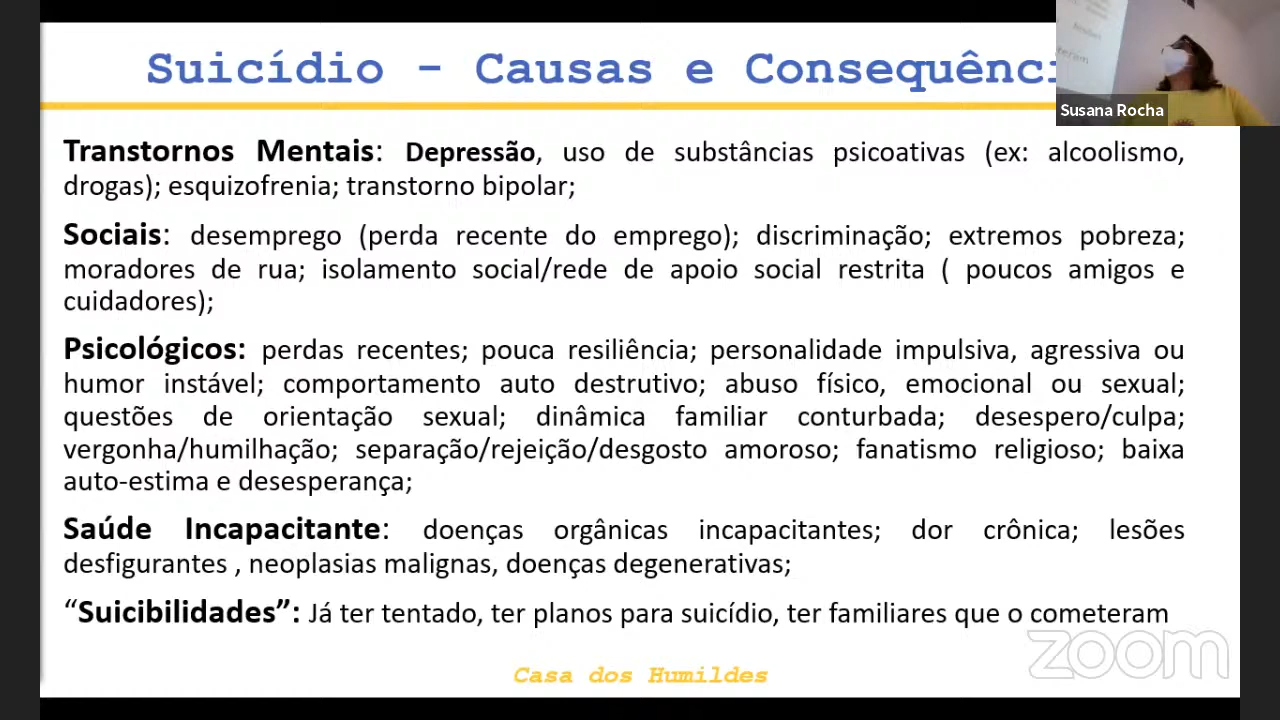 Suicídio - Causas e Consequênci
Susana Rocha
Transtornos Mentais: Depressão, uso de substâncias psicoativas (ex: alcoolismo,
drogas); esquizofrenia; transtorno bipolar;
Sociais: desemprego (perda recente do emprego); discriminação; extremos pobreza;
moradores de rua; isolamento social/rede de apoio social restrita ( poucos amigos e
cuidadores);
Psicológicos: perdas recentes; pouca resiliência; personalidade impulsiva, agressiva ou
humor instável; comportamento auto destrutivo; abuso físico, emocional ou sexual;
questões de orientação sexual; dinâmica familiar conturbada; desespero/culpa;
vergonha/humilhação; separação/rejeição/desgosto amoroso; fanatismo religioso; baixa
auto-estima e desesperança;
Saúde Incapacitante: doenças orgânicas incapacitantes; dor crônica; lesões
desfigurantes , neoplasias malignas, doenças degenerativas;
“Suicibilidades”: Já ter tentado, ter planos para suicídio, ter familiares que o cometeram
zoom
Casa dos Humildes